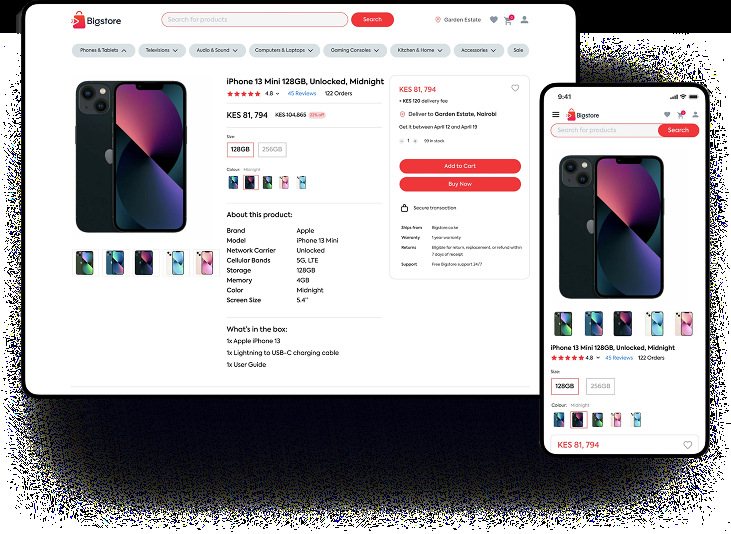 Bigstore
Search for products
Search
Garden Estate
Phones & Tablets
Televisions
Audio & Sound
Computers & Laptops
Gaming Consoles
Kitchen & Home
Accessories
Sale
iPhone 13 Mini 128GB, Unlocked, Midnight
4.8 45 Reviews 122 Orders
KES 81, 794 KES 104,865 22% off
Size:
128GB 256GB
Colour: Midnight
About this product:
Brand Apple
Model iPhone 13 Mini
Network Carrier Unlocked
Cellular Bands 5G, LTE
Storage 128GB
Memory 4GB
Color Midnight
Screen Size 5.4"
What's in the box:
1x Apple iPhone 13
1x Lightning to USB-C charging cable
1x User Guide
KES 81, 794
+ KES 120 delivery fee
Deliver to Garden Estate, Nairobi
Get it between April 12 and April 19
1 99 in stock
Add to Cart
Buy Now
Secure transaction
Ships from Bigstore.co.ke
Warranty 1-year warranty
Returns Eligible for return, replacement, or refund within
7 days of receipt
Support Free Bigstore support 24/7
9:41
Bigstore
Search for products
Search
iPhone 13 Mini 128GB, Unlocked, Midnight
4.8 45 Reviews 122 Orders
Size:
128GB 256GB
Colour: Midnight
KES 81, 794